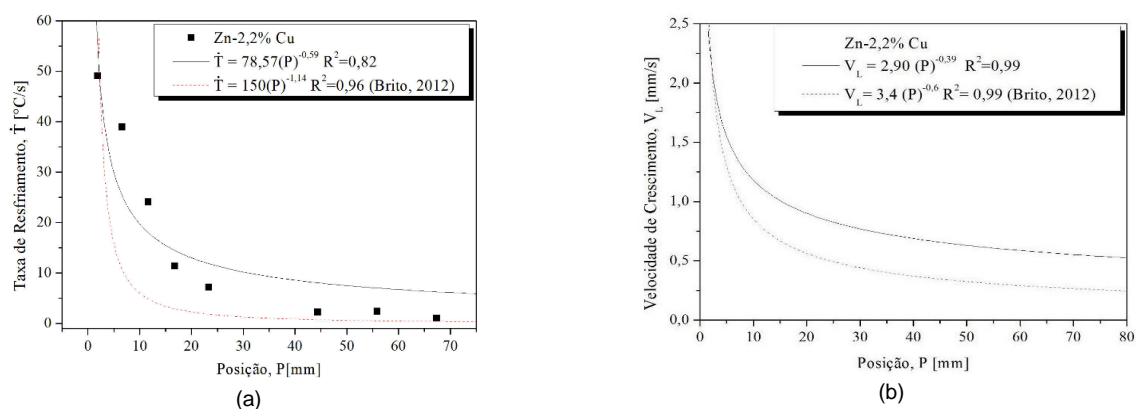 60
50
40
30
20
10
0
Taxa de Resfriamento, Ṫ [°C/s]
Zn-2,2% Cu
Ṫ = 78,57(P)^-0,59 R²=0,82
Ṫ = 150(P)^-1,14 R²=0,96 (Brito, 2012)
0 10 20 30 40 50 60 70
Posição, P[mm]
(a)
2,5
2,0
1,5
1,0
0,5
0,0
Velocidade de Crescimento, V_L [mm/s]
Zn-2,2% Cu
V_L = 2,90 (P)^-0,39 R²=0,99
V_L = 3,4 (P)^-0,6 R²= 0,99 (Brito, 2012)
0 10 20 30 40 50 60 70 80
Posição, P [mm]
(b)